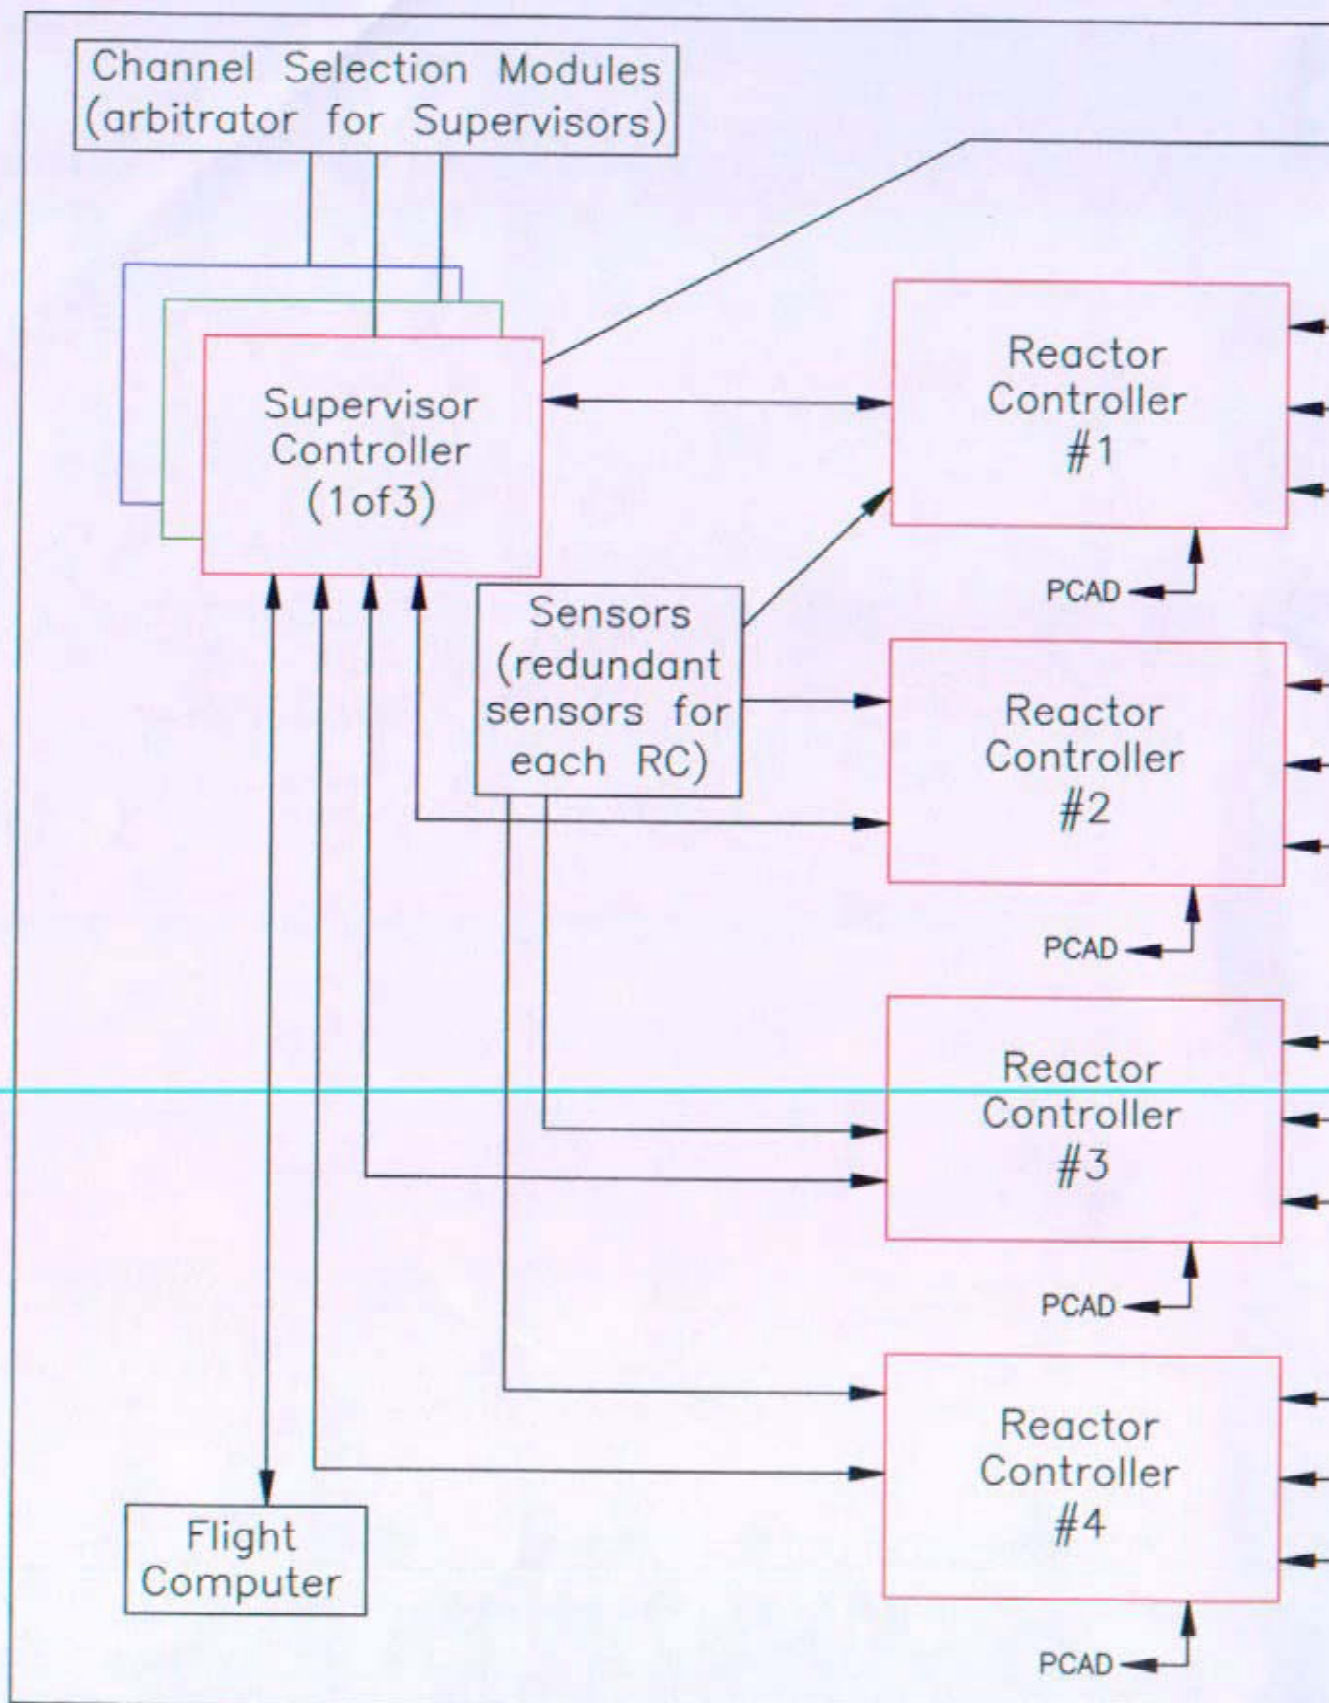 Channel Selection Modules
(arbitrator for Supervisors)
Supervisor
Controller
(1of3)
Reactor
Controller
#1
PCAD
Sensors
(redundant
sensors for
each RC)
Reactor
Controller
#2
PCAD
Reactor
Controller
#3
PCAD
Reactor
Controller
#4
PCAD
Flight
Computer